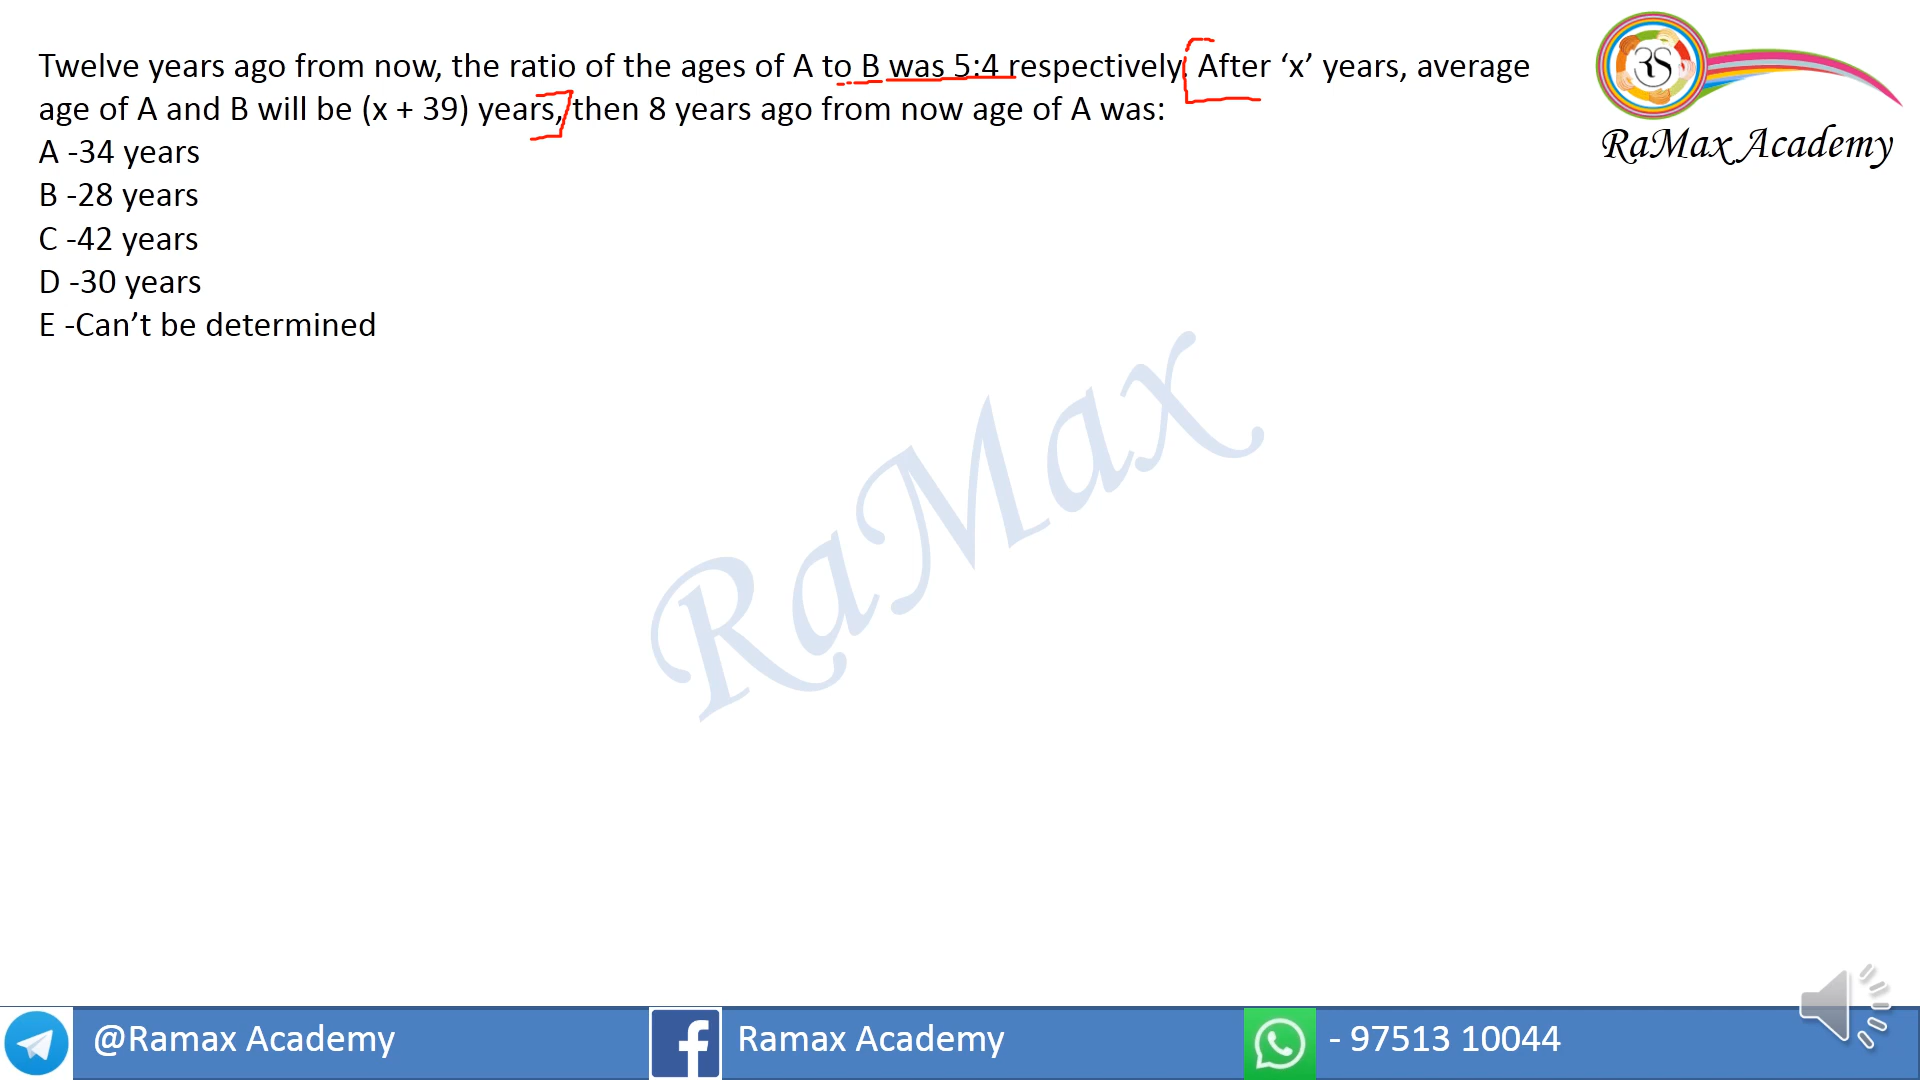 Twelve years ago from now, the ratio of the ages of A to B was 5:4 respectively. After ‘x’ years, average
age of A and B will be (x + 39) years, then 8 years ago from now age of A was:
A -34 years
B -28 years
C -42 years
D -30 years
E -Can’t be determined
RS
RaMax Academy
RaMax
@Ramax Academy
Ramax Academy
- 97513 10044